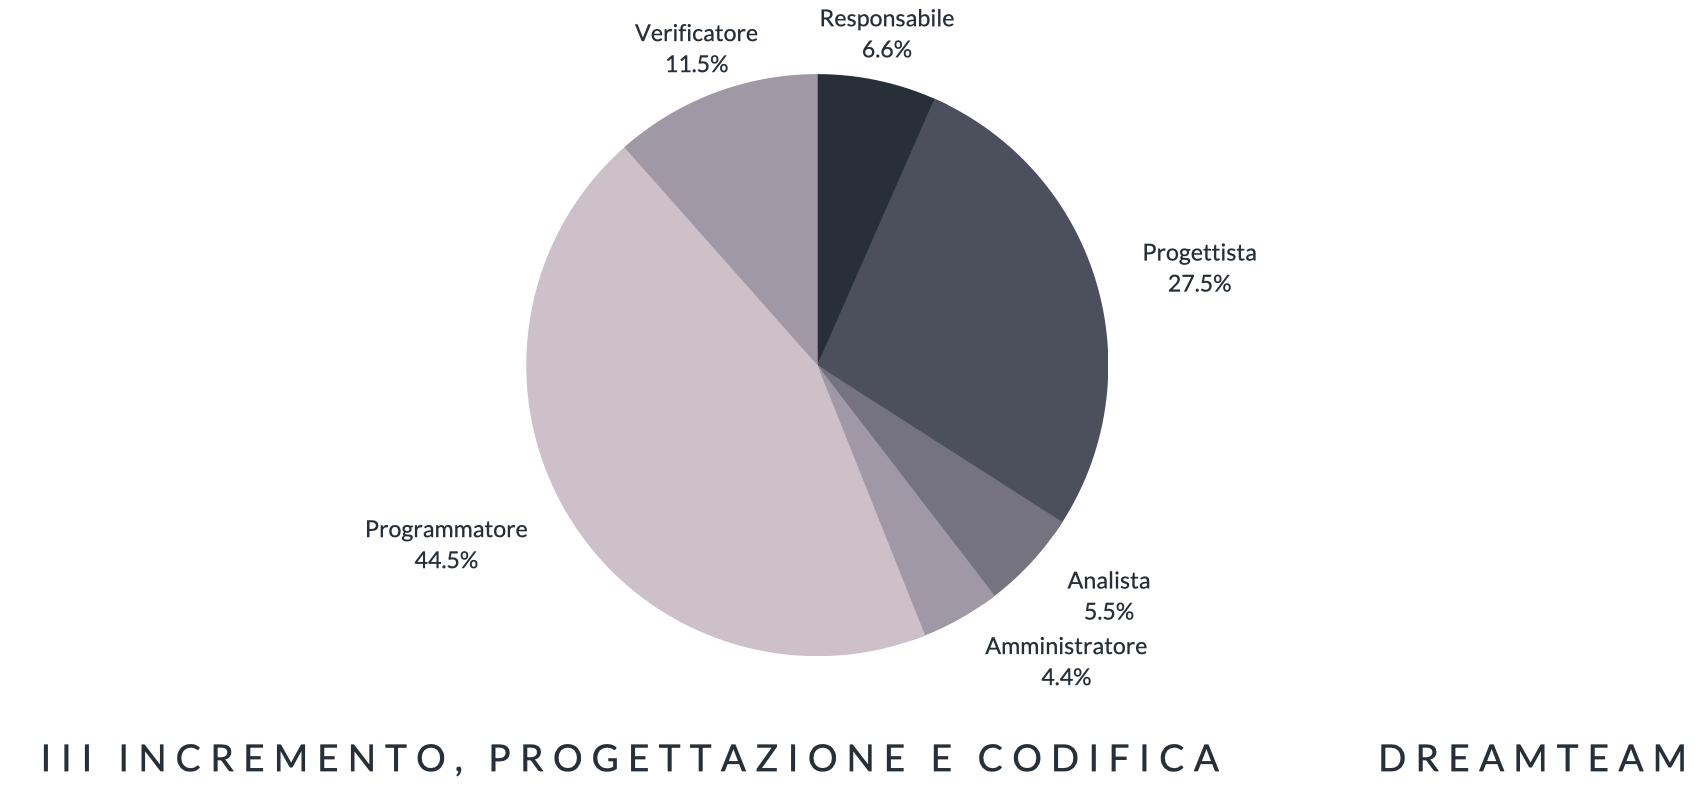 Verificatore
11.5%
Responsabile
6.6%
Progettista
27.5%
Programmatore
44.5%
Analista
5.5%
Amministratore
4.4%
III INCREMENTO, PROGETTAZIONE E CODIFICA
DREAMTEAM